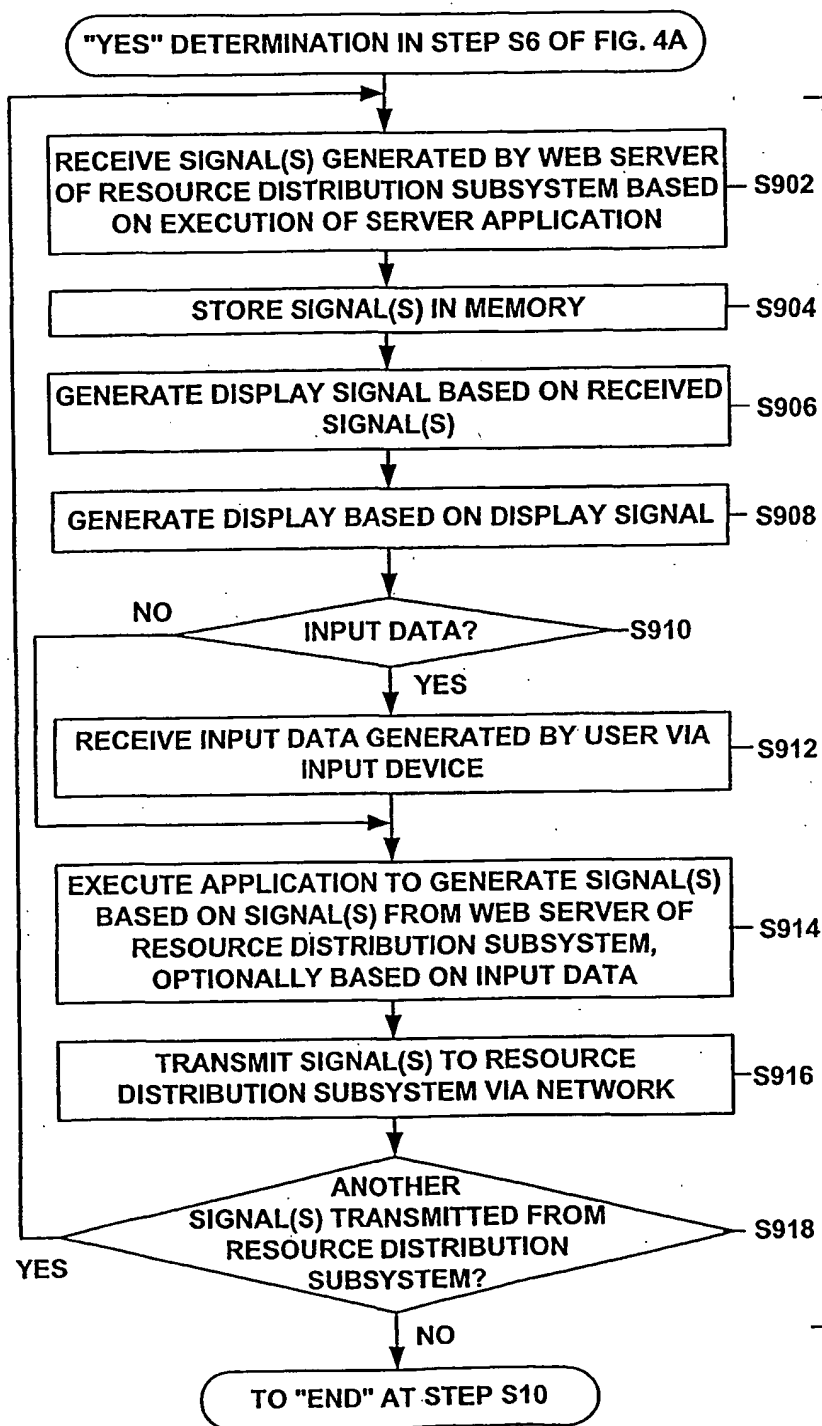 "YES" DETERMINATION IN STEP S6 OF FIG. 4A
RECEIVE SIGNAL(S) GENERATED BY WEB SERVER
OF RESOURCE DISTRIBUTION SUBSYSTEM BASED
ON EXECUTION OF SERVER APPLICATION
S902
STORE SIGNAL(S) IN MEMORY
S904
GENERATE DISPLAY SIGNAL BASED ON RECEIVED
SIGNAL(S)
S906
GENERATE DISPLAY BASED ON DISPLAY SIGNAL
S908
NO
INPUT DATA?
S910
YES
RECEIVE INPUT DATA GENERATED BY USER VIA
INPUT DEVICE
S912
EXECUTE APPLICATION TO GENERATE SIGNAL(S)
BASED ON SIGNAL(S) FROM WEB SERVER OF
RESOURCE DISTRIBUTION SUBSYSTEM,
OPTIONALLY BASED ON INPUT DATA
S914
TRANSMIT SIGNAL(S) TO RESOURCE
DISTRIBUTION SUBSYSTEM VIA NETWORK
S916
ANOTHER
SIGNAL(S) TRANSMITTED FROM
RESOURCE DISTRIBUTION
SUBSYSTEM?
S918
YES
NO
TO "END" AT STEP S10